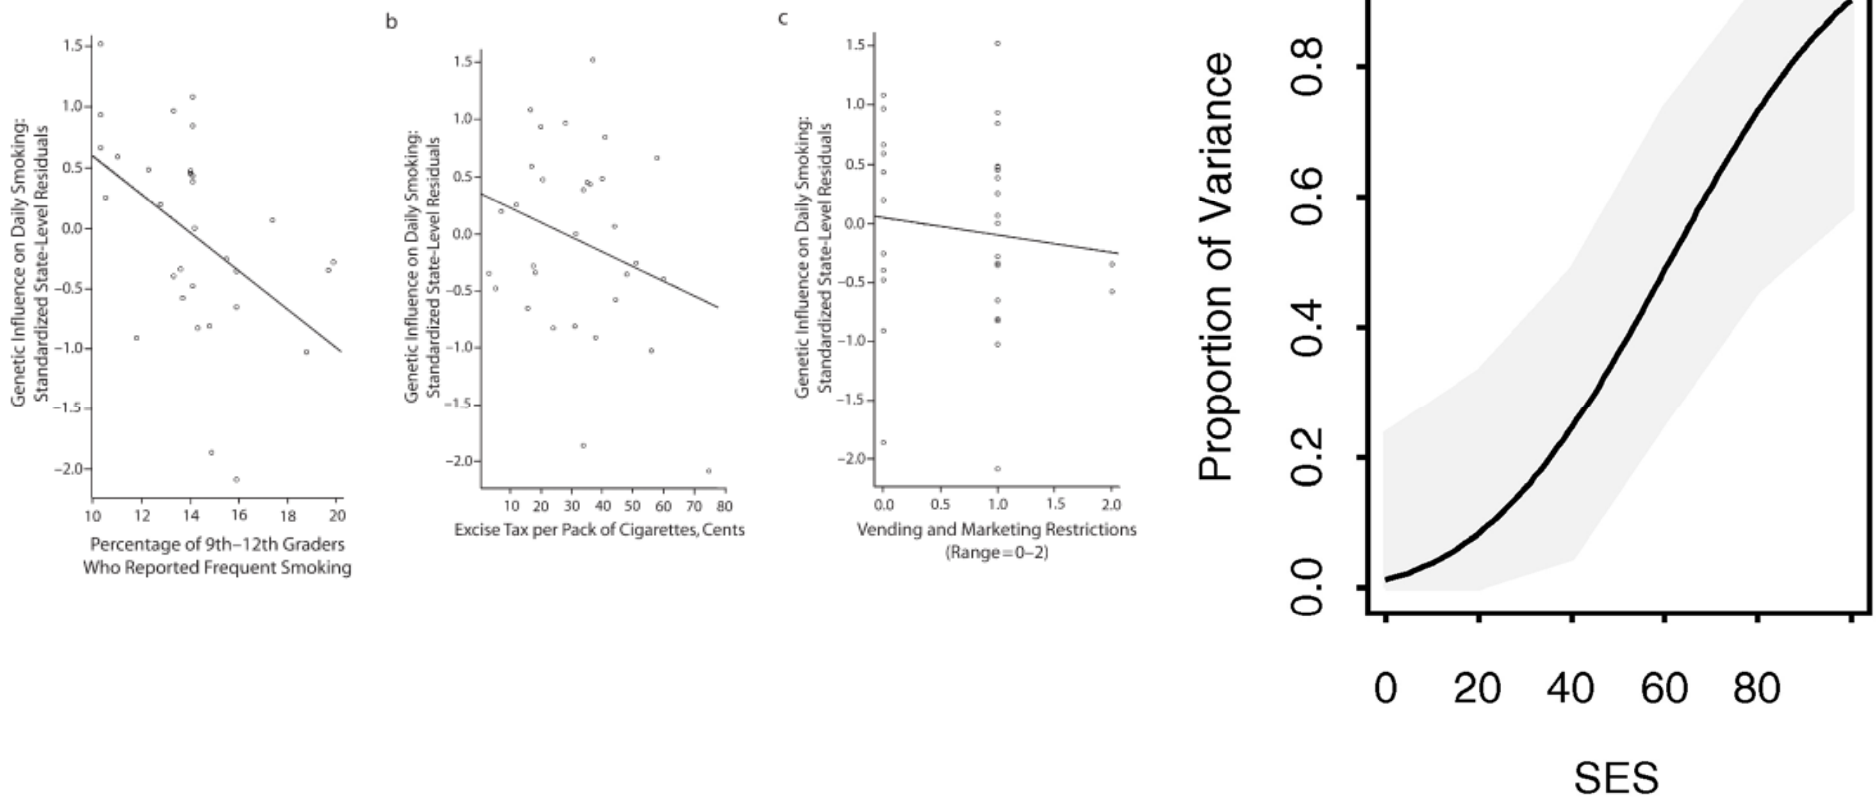 Genetic Influence on Daily Smoking:
Standardized State-Level Residuals
1.5
1.0
0.5
0.0
−0.5
−1.0
−1.5
−2.0
10 12 14 16 18 20
Percentage of 9th–12th Graders
Who Reported Frequent Smoking
b
Genetic Influence on Daily Smoking:
Standardized State-Level Residuals
1.5
1.0
0.5
0.0
−0.5
−1.0
−1.5
−2.0
10 20 30 40 50 60 70 80
Excise Tax per Pack of Cigarettes, Cents
c
Genetic Influence on Daily Smoking:
Standardized State-Level Residuals
1.5
1.0
0.5
0.0
−0.5
−1.0
−1.5
−2.0
0.0 0.5 1.0 1.5 2.0
Vending and Marketing Restrictions
(Range=0–2)
Proportion of Variance
0.8
0.6
0.4
0.2
0.0
0 20 40 60 80
SES